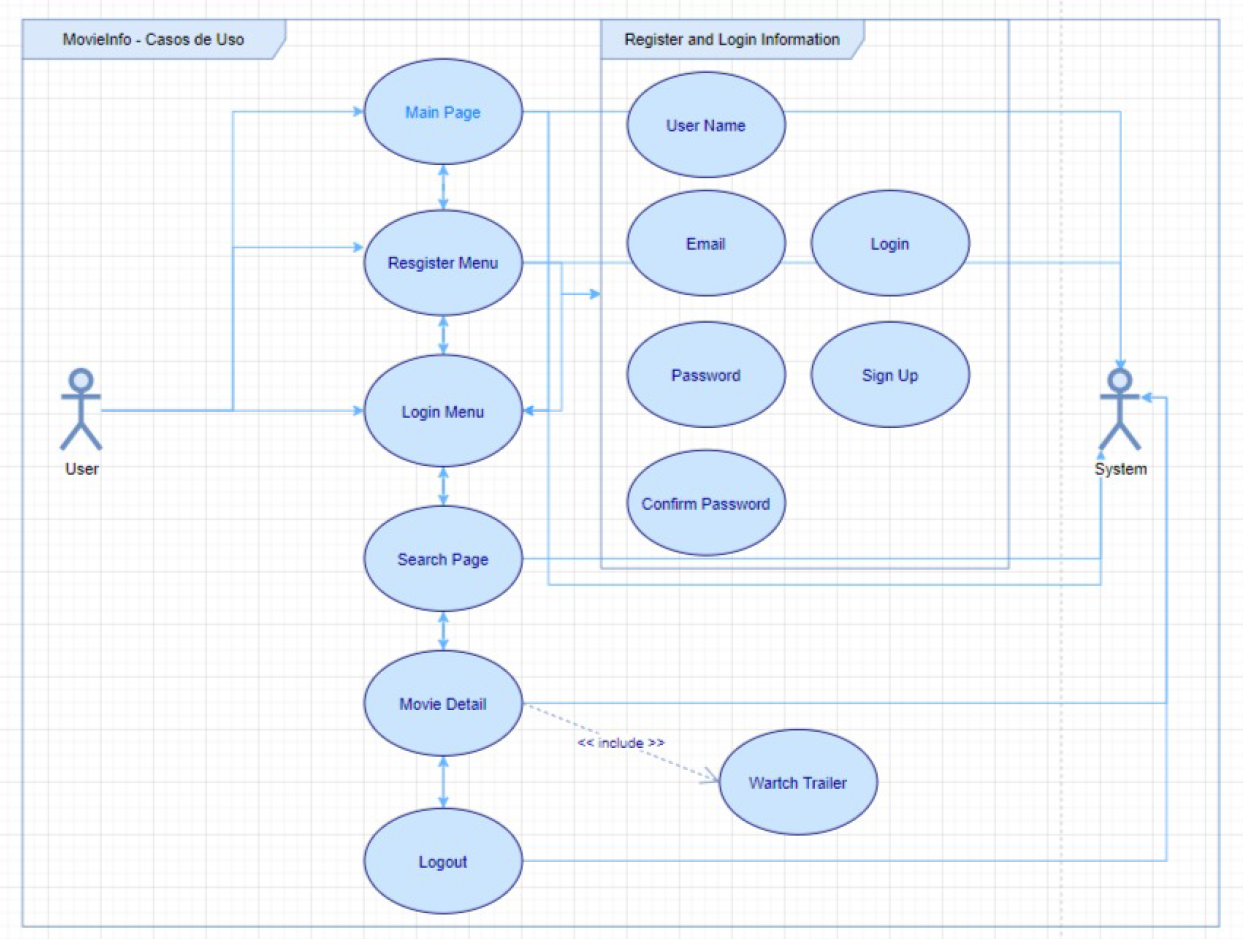 MovieInfo - Casos de Uso
Register and Login Information
Main Page
User Name
Resgister Menu
Email
Login
Login Menu
Password
Sign Up
User
System
Confirm Password
Search Page
Movie Detail
<< include >>
Wartch Trailer
Logout